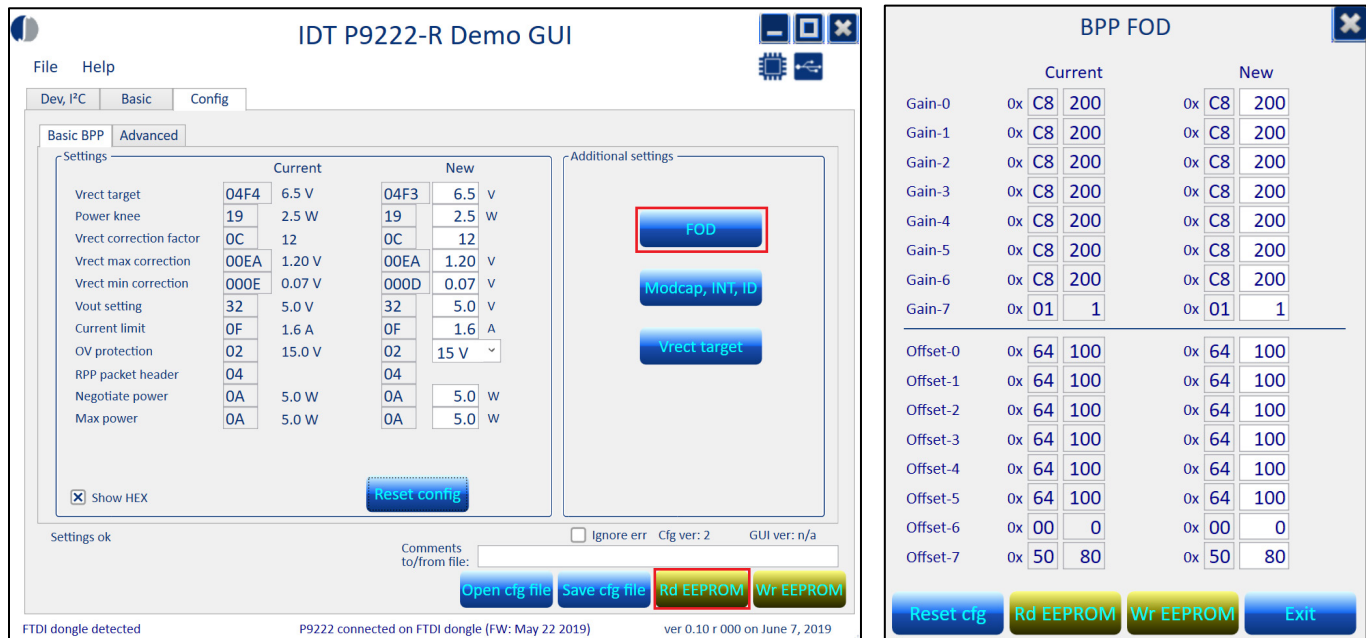 IDT P9222-R Demo GUI
File Help
Dev, I²C Basic Config
Basic BPP Advanced
Settings
Current New
Vrect target 04F4 6.5 V 04F3 6.5 V
Power knee 19 2.5 W 19 2.5 W
Vrect correction factor 0C 12 0C 12
Vrect max correction 00EA 1.20 V 00EA 1.20 V
Vrect min correction 000E 0.07 V 000D 0.07 V
Vout setting 32 5.0 V 32 5.0 V
Current limit 0F 1.6 A 0F 1.6 A
OV protection 02 15.0 V 02 15 V
RPP packet header 04 04
Negotiate power 0A 5.0 W 0A 5.0 W
Max power 0A 5.0 W 0A 5.0 W
Show HEX Reset config
Additional settings
FOD
Modcap, INT, ID
Vrect target
Settings ok
Ignore err Cfg ver: 2 GUI ver: n/a
Comments
to/from file:
Open cfg file Save cfg file Rd EEPROM Wr EEPROM
FTDI dongle detected P9222 connected on FTDI dongle (FW: May 22 2019) ver 0.10 r 000 on June 7, 2019
BPP FOD
Current New
Gain-0 0x C8 200 0x C8 200
Gain-1 0x C8 200 0x C8 200
Gain-2 0x C8 200 0x C8 200
Gain-3 0x C8 200 0x C8 200
Gain-4 0x C8 200 0x C8 200
Gain-5 0x C8 200 0x C8 200
Gain-6 0x C8 200 0x C8 200
Gain-7 0x 01 1 0x 01 1
Offset-0 0x 64 100 0x 64 100
Offset-1 0x 64 100 0x 64 100
Offset-2 0x 64 100 0x 64 100
Offset-3 0x 64 100 0x 64 100
Offset-4 0x 64 100 0x 64 100
Offset-5 0x 64 100 0x 64 100
Offset-6 0x 00 0 0x 00 0
Offset-7 0x 50 80 0x 50 80
Reset cfg Rd EEPROM Wr EEPROM Exit